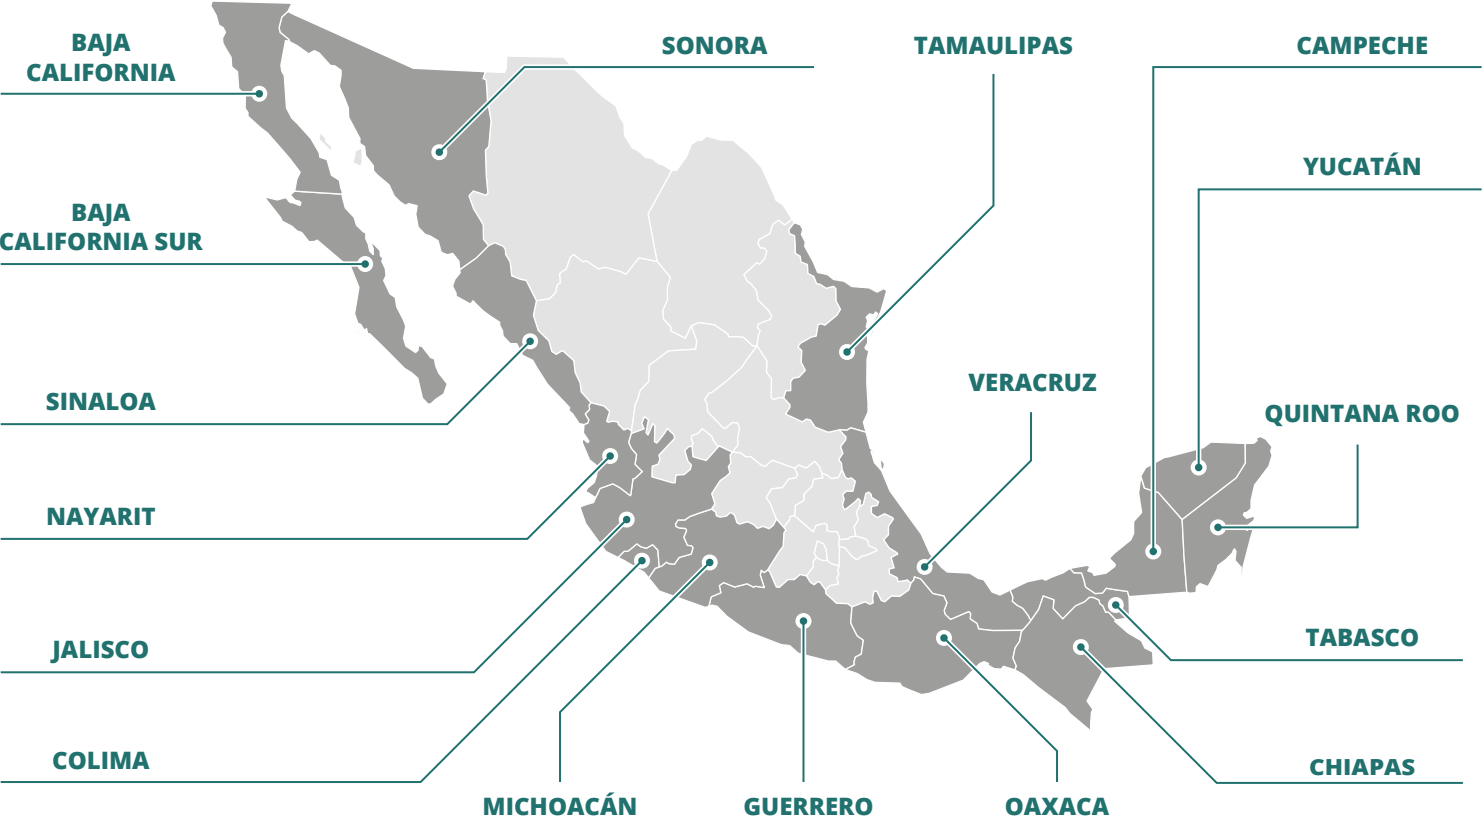 BAJA
CALIFORNIA
SONORA
TAMAULIPAS
CAMPECHE
YUCATÁN
BAJA
CALIFORNIA SUR
VERACRUZ
SINALOA
QUINTANA ROO
NAYARIT
TABASCO
JALISCO
COLIMA
CHIAPAS
MICHOACÁN
GUERRERO
OAXACA